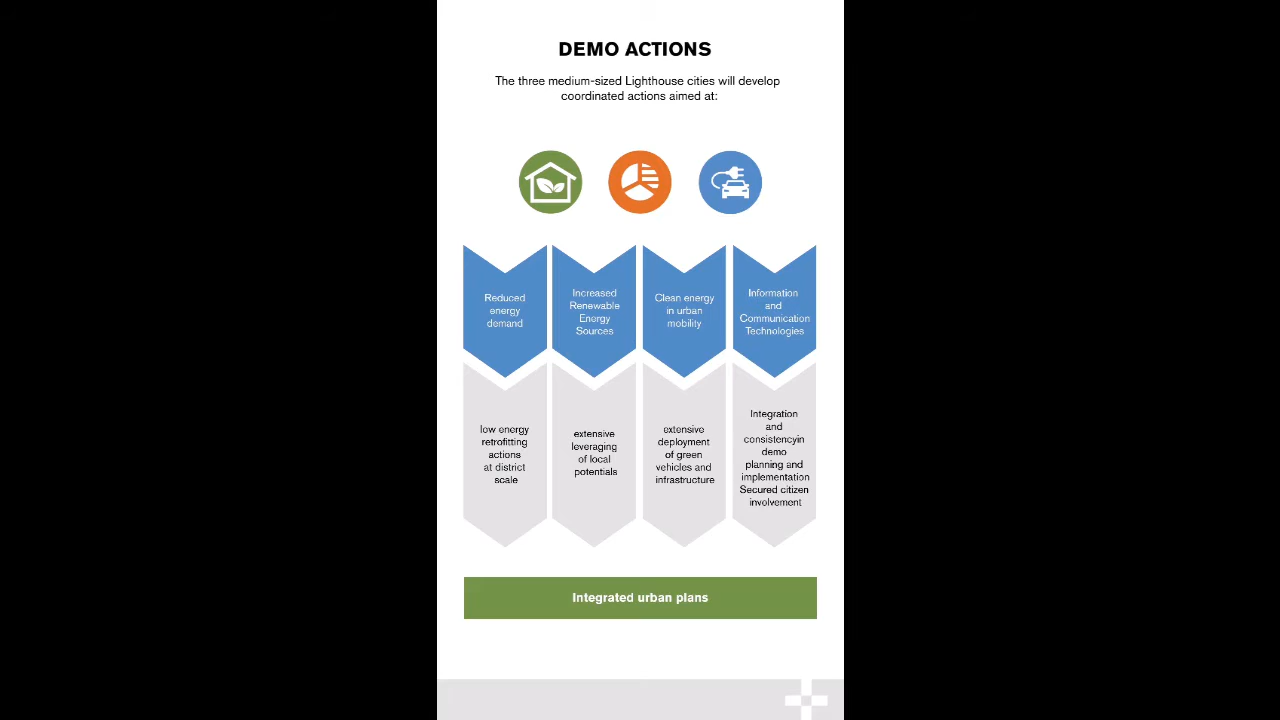 DEMO ACTIONS
The three medium-sized Lighthouse cities will develop
coordinated actions aimed at:
Reduced
energy
demand
Increased
Renewable
Energy
Sources
Clean energy
in urban
mobility
Information
and
Communication
Technologies
low energy
retrofitting
actions
at district
scale
extensive
leveraging
of local
potentials
extensive
deployment
of green
vehicles and
infrastructure
Integration
and
consistencyin
demo
planning and
implementation
Secured citizen
involvement
Integrated urban plans